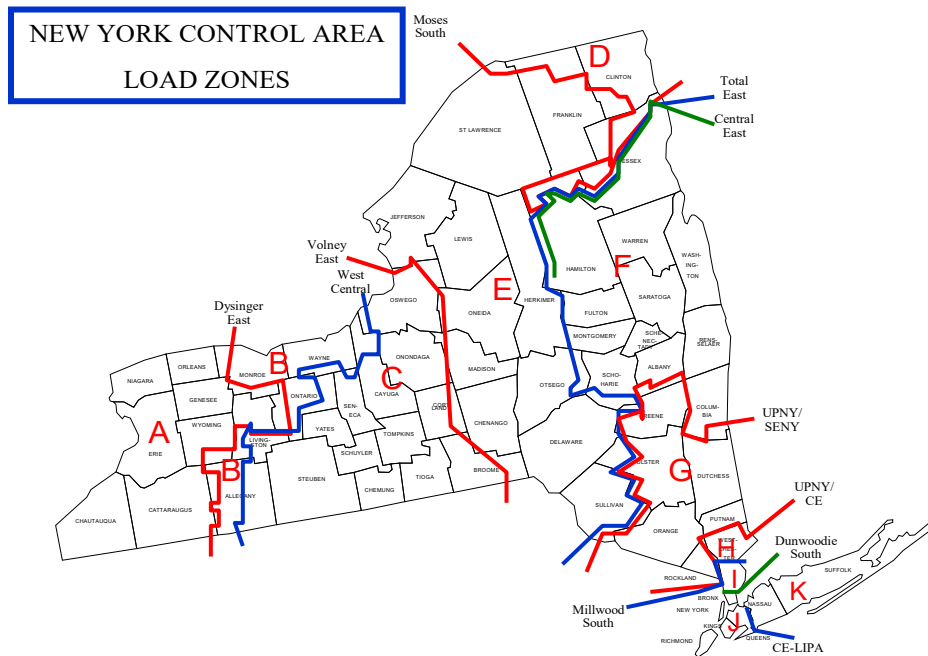 NEW YORK CONTROL AREA
LOAD ZONES
Moses
South
D
CLINTON
Total
East
FRANKLIN
Central
East
ST LAWRENCE
ESSEX
JEFFERSON
LEWIS
WARREN
WASH-
ING-
TON
Volney
East
West
Central
HAMILTON
F
E
OSWEGO
HERKIMER
SARATOGA
ONEIDA
FULTON
Dysinger
East
MONTGOMERY
SCHE-
NEC-
TADY
RENS-
SELAER
WAYNE
ONONDAGA
MADISON
ORLEANS
MONROE
B
NIAGARA
C
ALBANY
OTSEGO
SCHO-
HARIE
GENESEE
ONTARIO
SEN-
ECA
CAYUGA
CORT
LAND
COLUM-
BIA
UPNY/
SENY
WYOMING
A
ERIE
LIVING-
STON
YATES
TOMPKINS
CHENANGO
GREENE
DELAWARE
SCHUYLER
B
ALLEGANY
STEUBEN
TIOGA
BROOME
ULSTER
G
DUTCHESS
CATTARAUGUS
CHEMUNG
SULLIVAN
UPNY/
CE
CHAUTAUQUA
ORANGE
PUTNAM
WEST-
CHES-
TER
H
Dunwoodie
South
ROCKLAND
I
SUFFOLK
K
BRONX
NASSAU
Millwood
South
NEW YORK
KINGS
J
QUEENS
RICHMOND
CE-LIPA